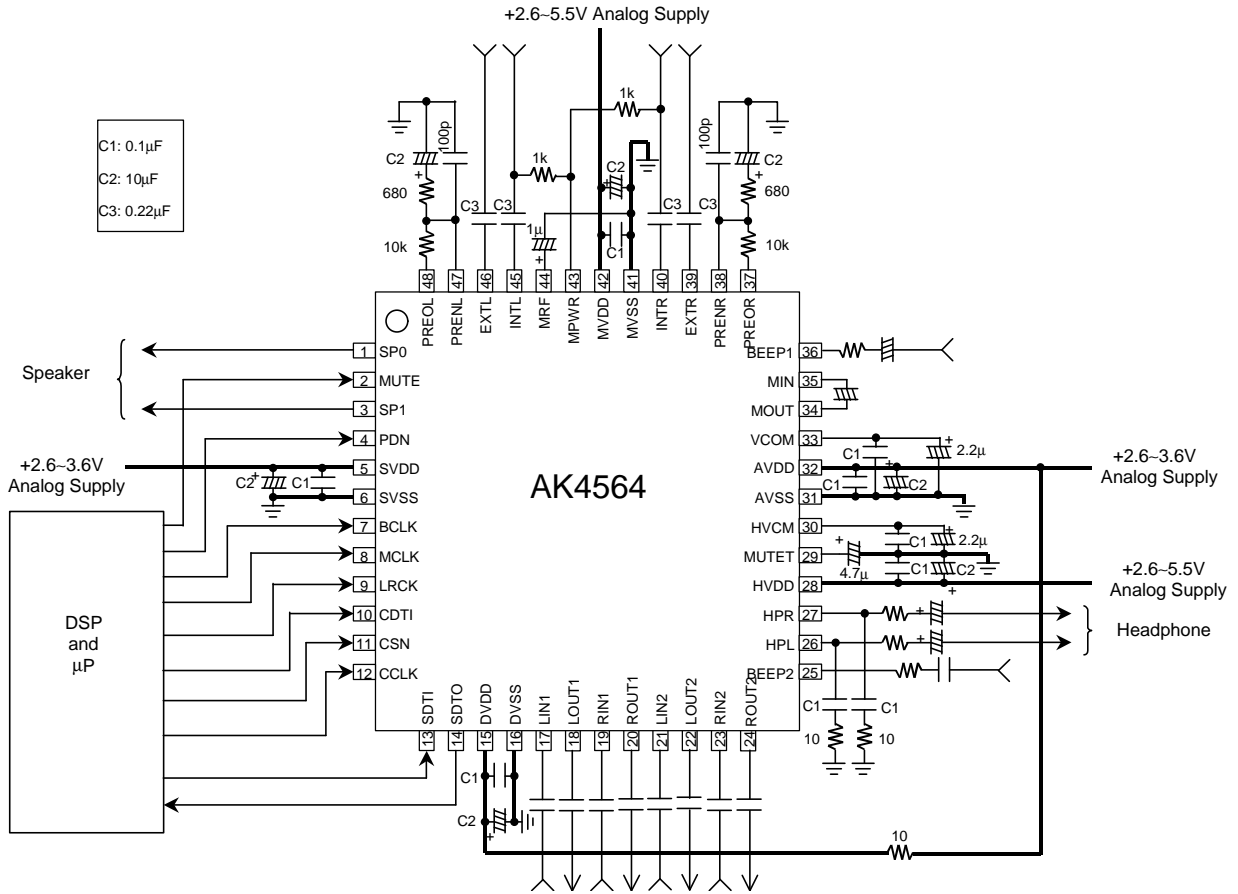 +2.6~5.5V Analog Supply
C1: 0.1μF
C2: 10μF
C3: 0.22μF
1k
100p
C2
+
680
10k
1k
C3
C3
1μ
+
C2
+
C1
C3
C3
100p
C2
+
680
10k
48
47
46
45
44
43
42
41
40
39
38
37
PREOL
PRENL
EXTL
INTL
MRF
MPWR
MVDD
MVSS
INTR
EXTR
PRENR
PREOR
Speaker
1 SP0
2 MUTE
3 SP1
4 PDN
5 SVDD
6 SVSS
7 BCLK
8 MCLK
9 LRCK
10 CDTI
11 CSN
12 CCLK
+2.6~3.6V
Analog Supply
C2
+
C1
DSP
and
μP
AK4564
BEEP1 36
MIN 35
MOUT 34
VCOM 33
AVDD 32
AVSS 31
HVCM 30
MUTET 29
HVDD 28
HPR 27
HPL 26
BEEP2 25
C1
+
2.2μ
C1
+
C2
+2.6~3.6V
Analog Supply
C1
+
2.2μ
+
4.7μ
C1
C2
+
+2.6~5.5V
Analog Supply
+
+
Headphone
C1
C1
10
10
SDTI
SDTO
DVDD
DVSS
LIN1
LOUT1
RIN1
ROUT1
LIN2
LOUT2
RIN2
ROUT2
13
14
15
16
17
18
19
20
21
22
23
24
C1
C2
+
10